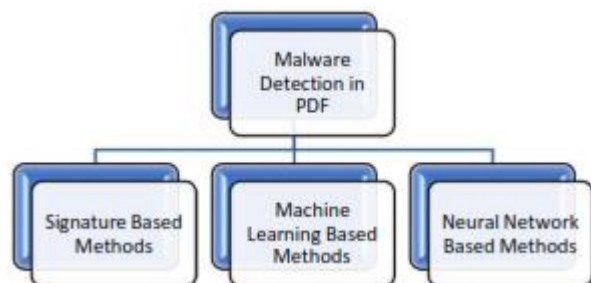 Malware
Detection in
PDF
Signature Based
Methods
Machine
Learning Based
Methods
Neural Network
Based Methods